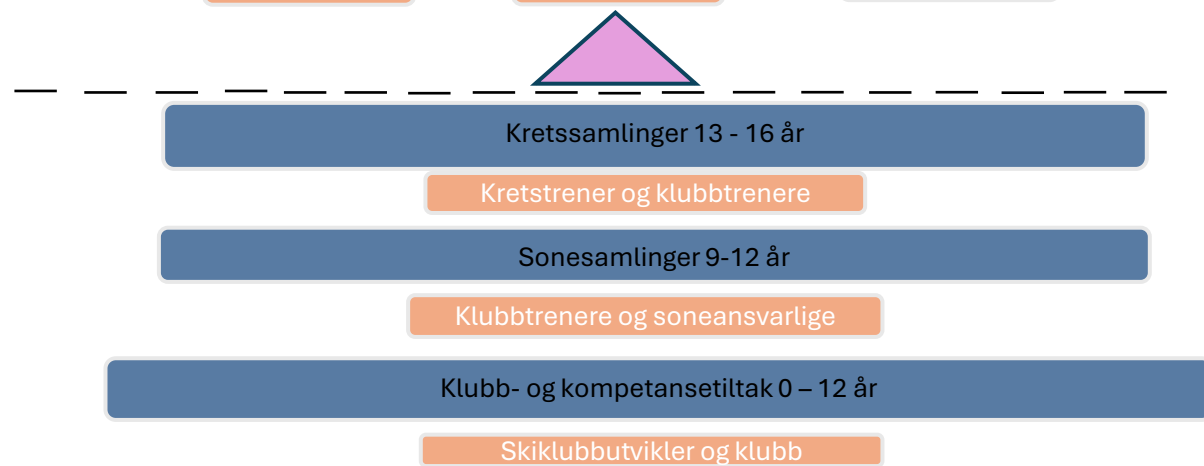 Kretssamlinger 13 - 16 år
Kretstrener og klubbtrenere
Sonesamlinger 9-12 år
Klubbtrenere og soneansvarlige
Klubb- og kompetansetiltak 0 – 12 år
Skiklubbutvikler og klubb